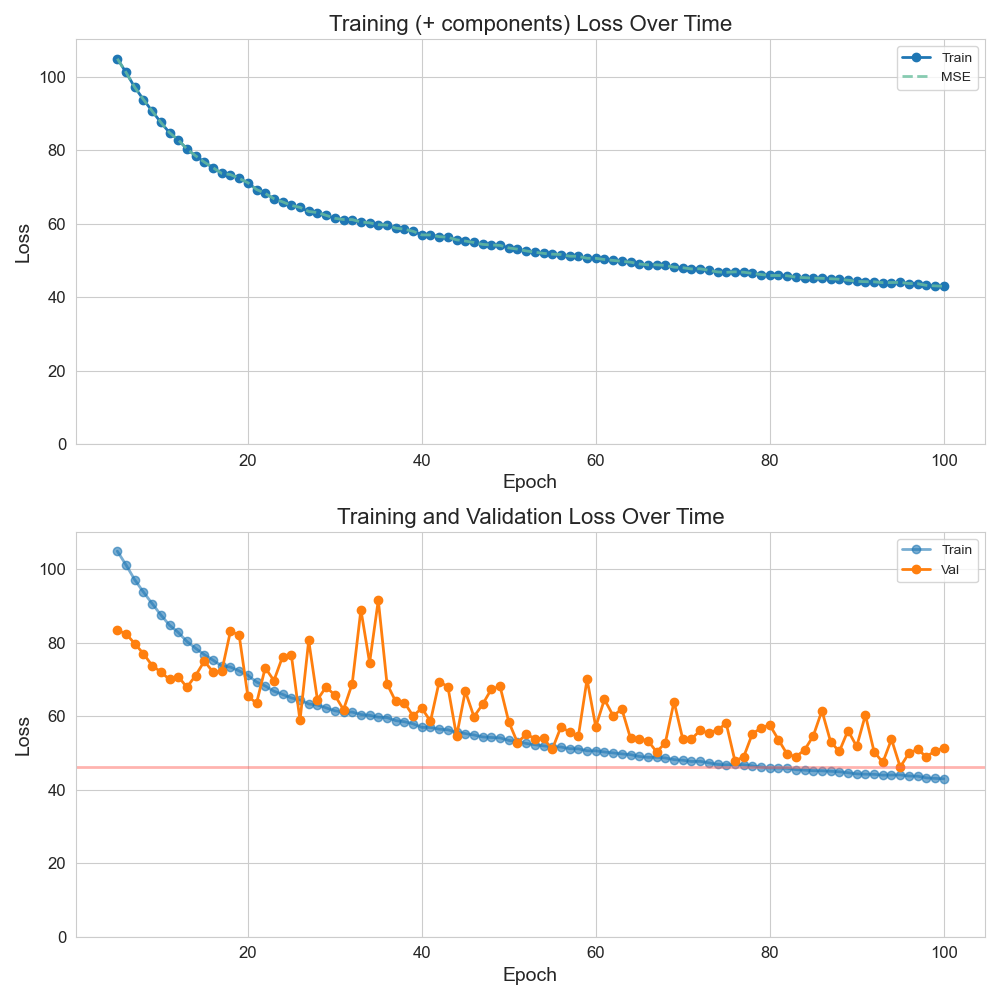 Training (+ components) Loss Over Time
Train
MSE
Loss
100
80
60
40
20
0
20 40 60 80 100
Epoch
Training and Validation Loss Over Time
Train
Val
Loss
100
80
60
40
20
0
20 40 60 80 100
Epoch